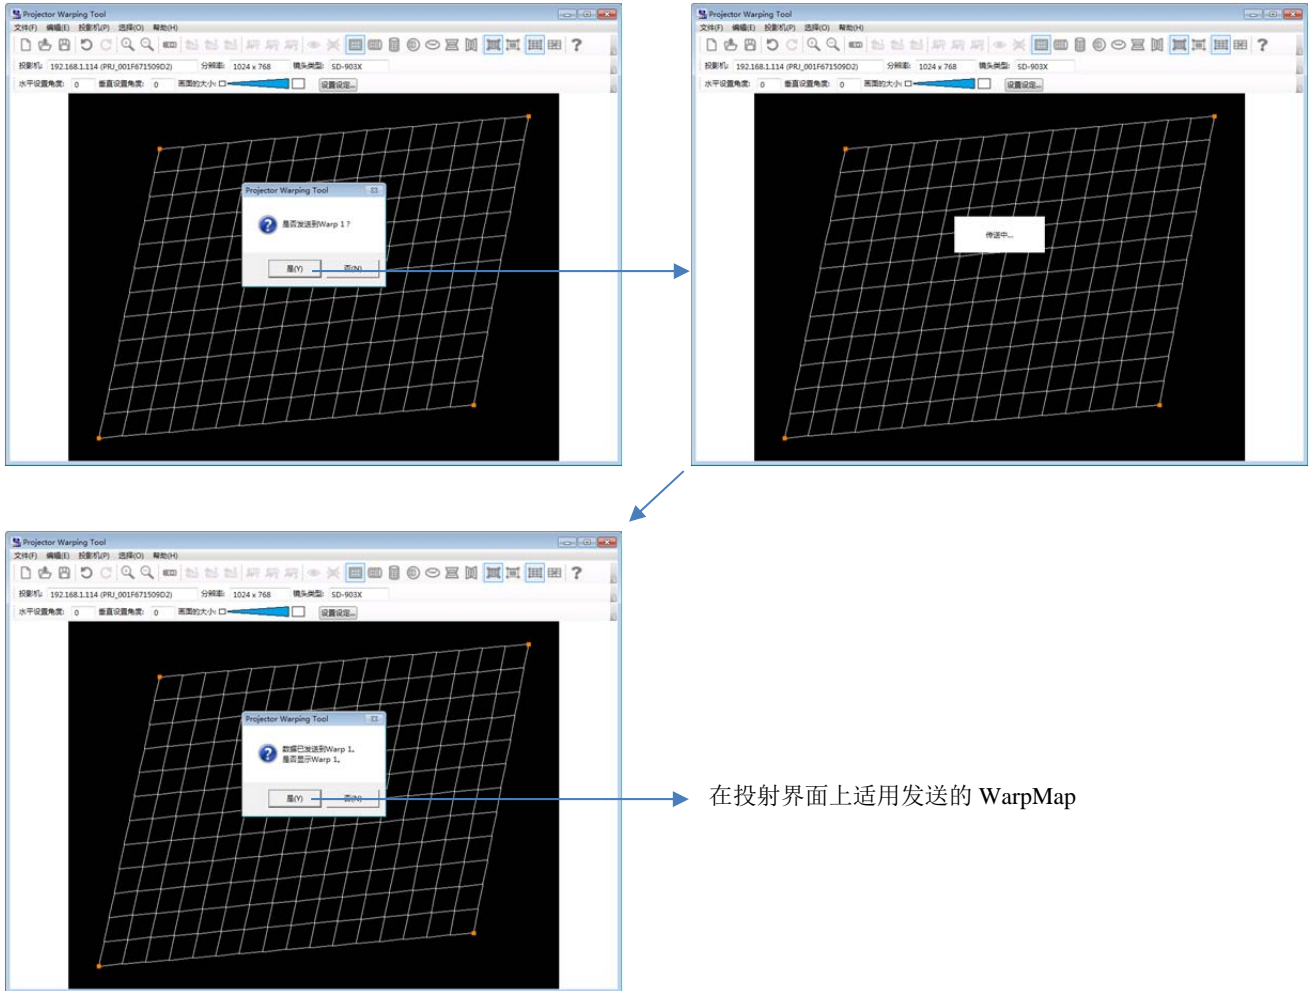 Projector Warping Tool
文件(F) 编辑(E) 投影机(P) 选择(O) 帮助(H)
投影机: 192.168.1.114 (PRJ_001F671509D2) 分辨率: 1024 x 768 镜头类型: SD-903X
水平设置角度: 0 垂直设置角度: 0 画面的大小: 设置设定...
Projector Warping Tool
是否发送到Warp 1？
是(Y) 否(N)
Projector Warping Tool
文件(F) 编辑(E) 投影机(P) 选择(O) 帮助(H)
投影机: 192.168.1.114 (PRJ_001F671509D2) 分辨率: 1024 x 768 镜头类型: SD-903X
水平设置角度: 0 垂直设置角度: 0 画面的大小: 设置设定...
传送中...
Projector Warping Tool
文件(F) 编辑(E) 投影机(P) 选择(O) 帮助(H)
投影机: 192.168.1.114 (PRJ_001F671509D2) 分辨率: 1024 x 768 镜头类型: SD-903X
水平设置角度: 0 垂直设置角度: 0 画面的大小: 设置设定...
Projector Warping Tool
数据已发送到Warp 1。
是否显示Warp 1。
是(Y) 否(N)
在投射界面上适用发送的 WarpMap